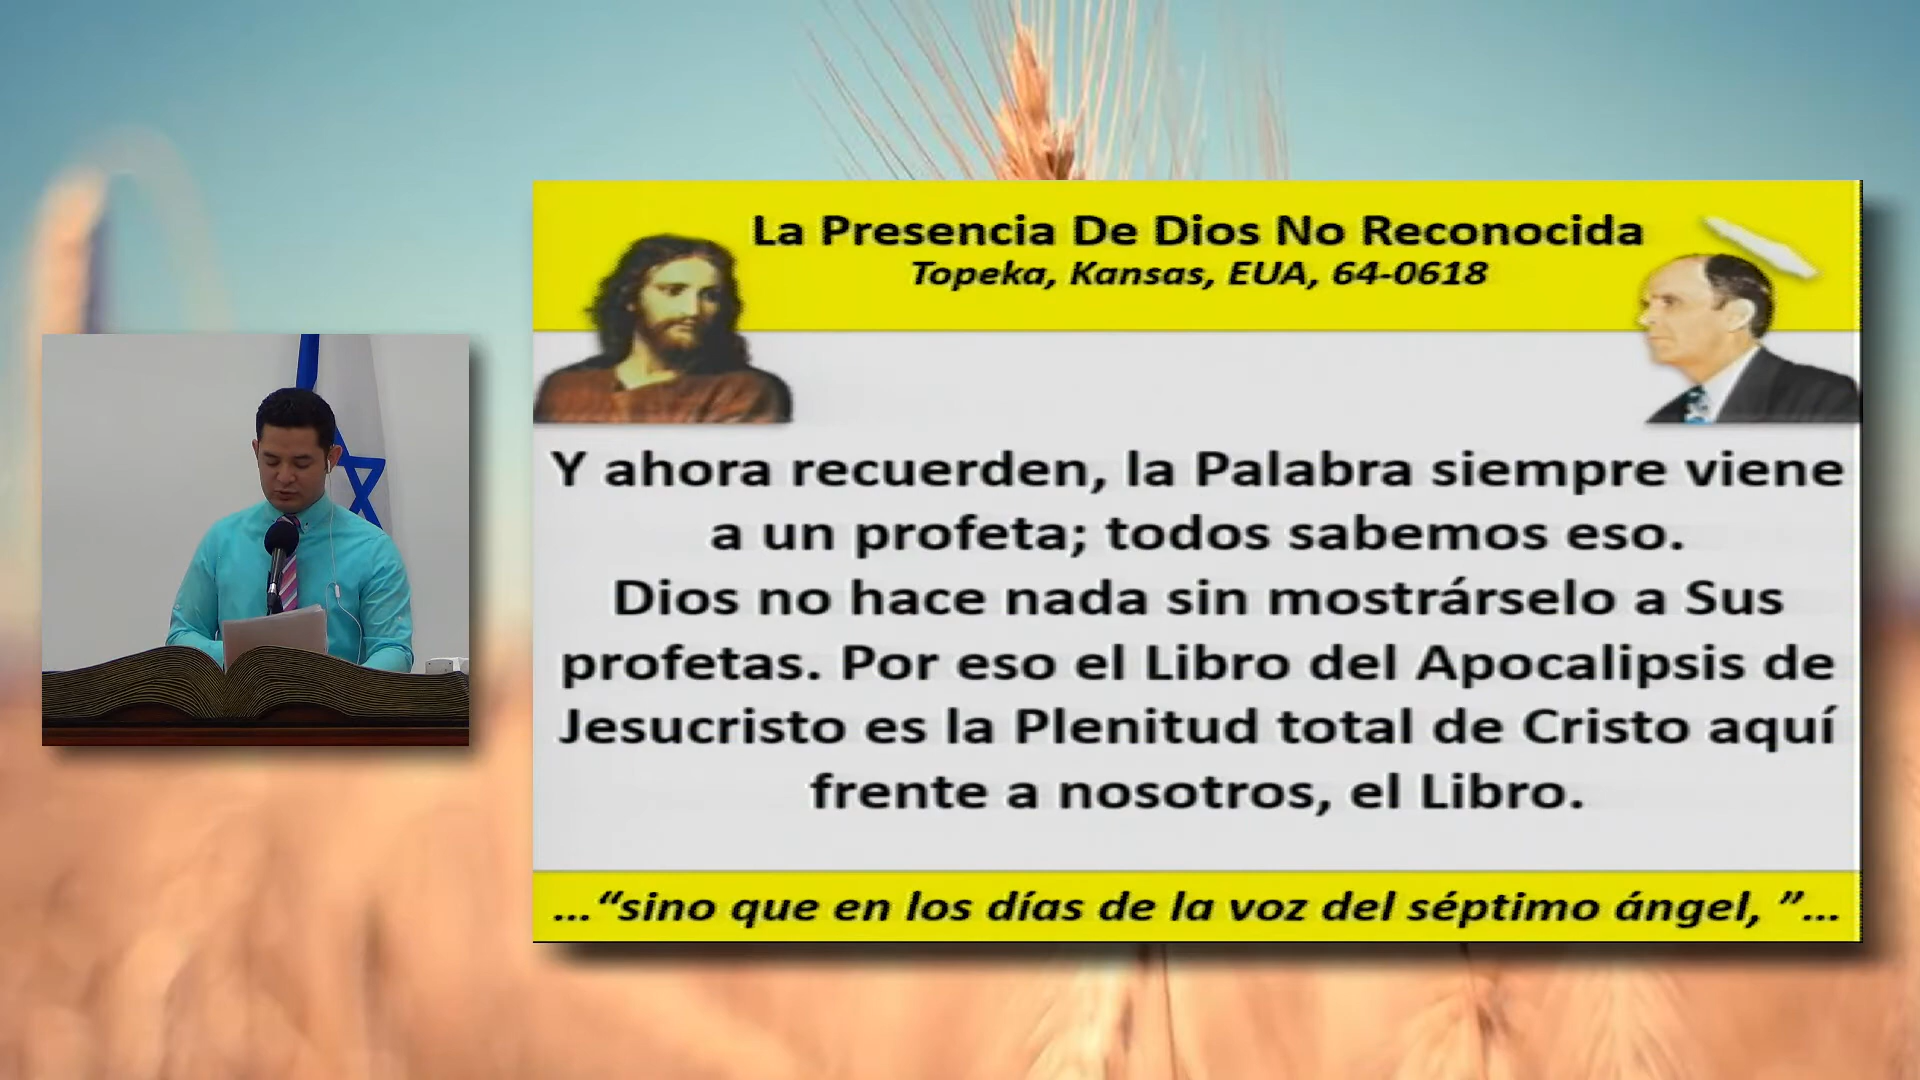 La Presencia De Dios No Reconocida
Topeka, Kansas, EUA, 64-0618
Y ahora recuerden, la Palabra siempre viene
a un profeta; todos sabemos eso.
Dios no hace nada sin mostrárselo a Sus
profetas. Por eso el Libro del Apocalipsis de
Jesucristo es la Plenitud total de Cristo aquí
frente a nosotros, el Libro.
...“sino que en los días de la voz del séptimo ángel, ”...